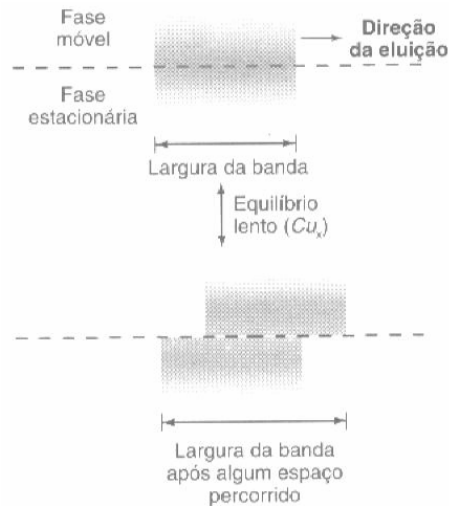 Fase
móvel
Direção
da eluição
Fase
estacionária
Largura da banda
Equilíbrio
lento (Cuₓ)
Largura da banda
após algum espaço
percorrido